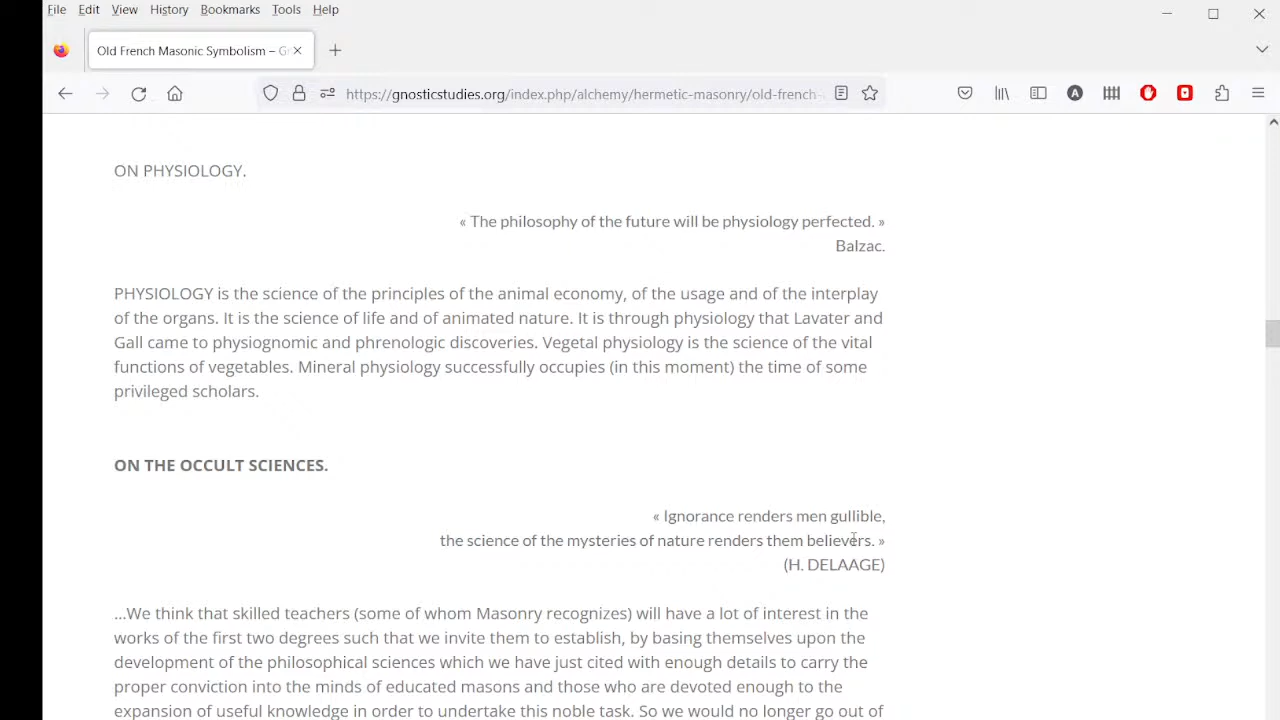 File Edit View History Bookmarks Tools Help
Old French Masonic Symbolism – G
https://gnosticstudies.org/index.php/alchemy/hermetic-masonry/old-french-
ON PHYSIOLOGY.
« The philosophy of the future will be physiology perfected. »
Balzac.
PHYSIOLOGY is the science of the principles of the animal economy, of the usage and of the interplay
of the organs. It is the science of life and of animated nature. It is through physiology that Lavater and
Gall came to physiognomic and phrenologic discoveries. Vegetal physiology is the science of the vital
functions of vegetables. Mineral physiology successfully occupies (in this moment) the time of some
privileged scholars.
ON THE OCCULT SCIENCES.
« Ignorance renders men gullible,
the science of the mysteries of nature renders them believers. »
(H. DELAAGE)
...We think that skilled teachers (some of whom Masonry recognizes) will have a lot of interest in the
works of the first two degrees such that we invite them to establish, by basing themselves upon the
development of the philosophical sciences which we have just cited with enough details to carry the
proper conviction into the minds of educated masons and those who are devoted enough to the
expansion of useful knowledge in order to undertake this noble task. So we would no longer go out of